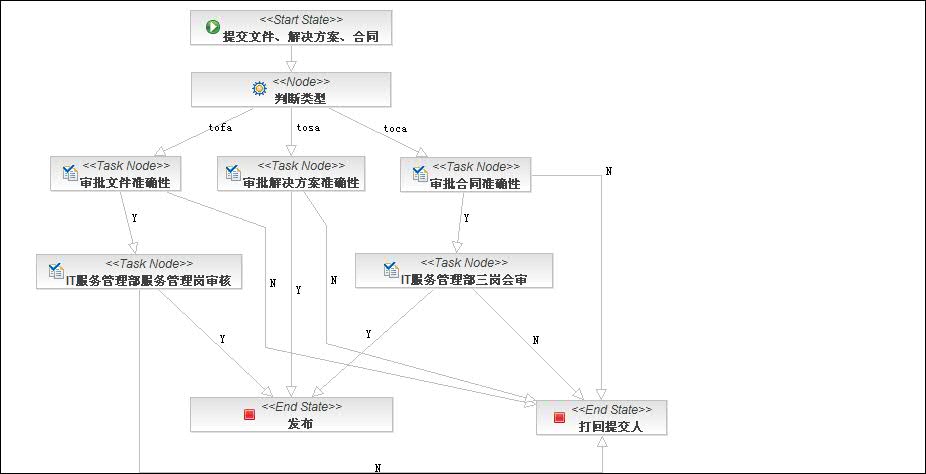 <<Start State>>
提交文件、解决方案、合同
<<Node>>
判断类型
tofa
tosa
toca
<<Task Node>>
审批文件准确性
<<Task Node>>
审批解决方案准确性
<<Task Node>>
审批合同准确性
N
Y
Y
<<Task Node>>
IT服务管理部服务管理岗审核
<<Task Node>>
IT服务管理部三岗会审
N
Y
N
Y
Y
N
<<End State>>
发布
<<End State>>
打回提交人
N